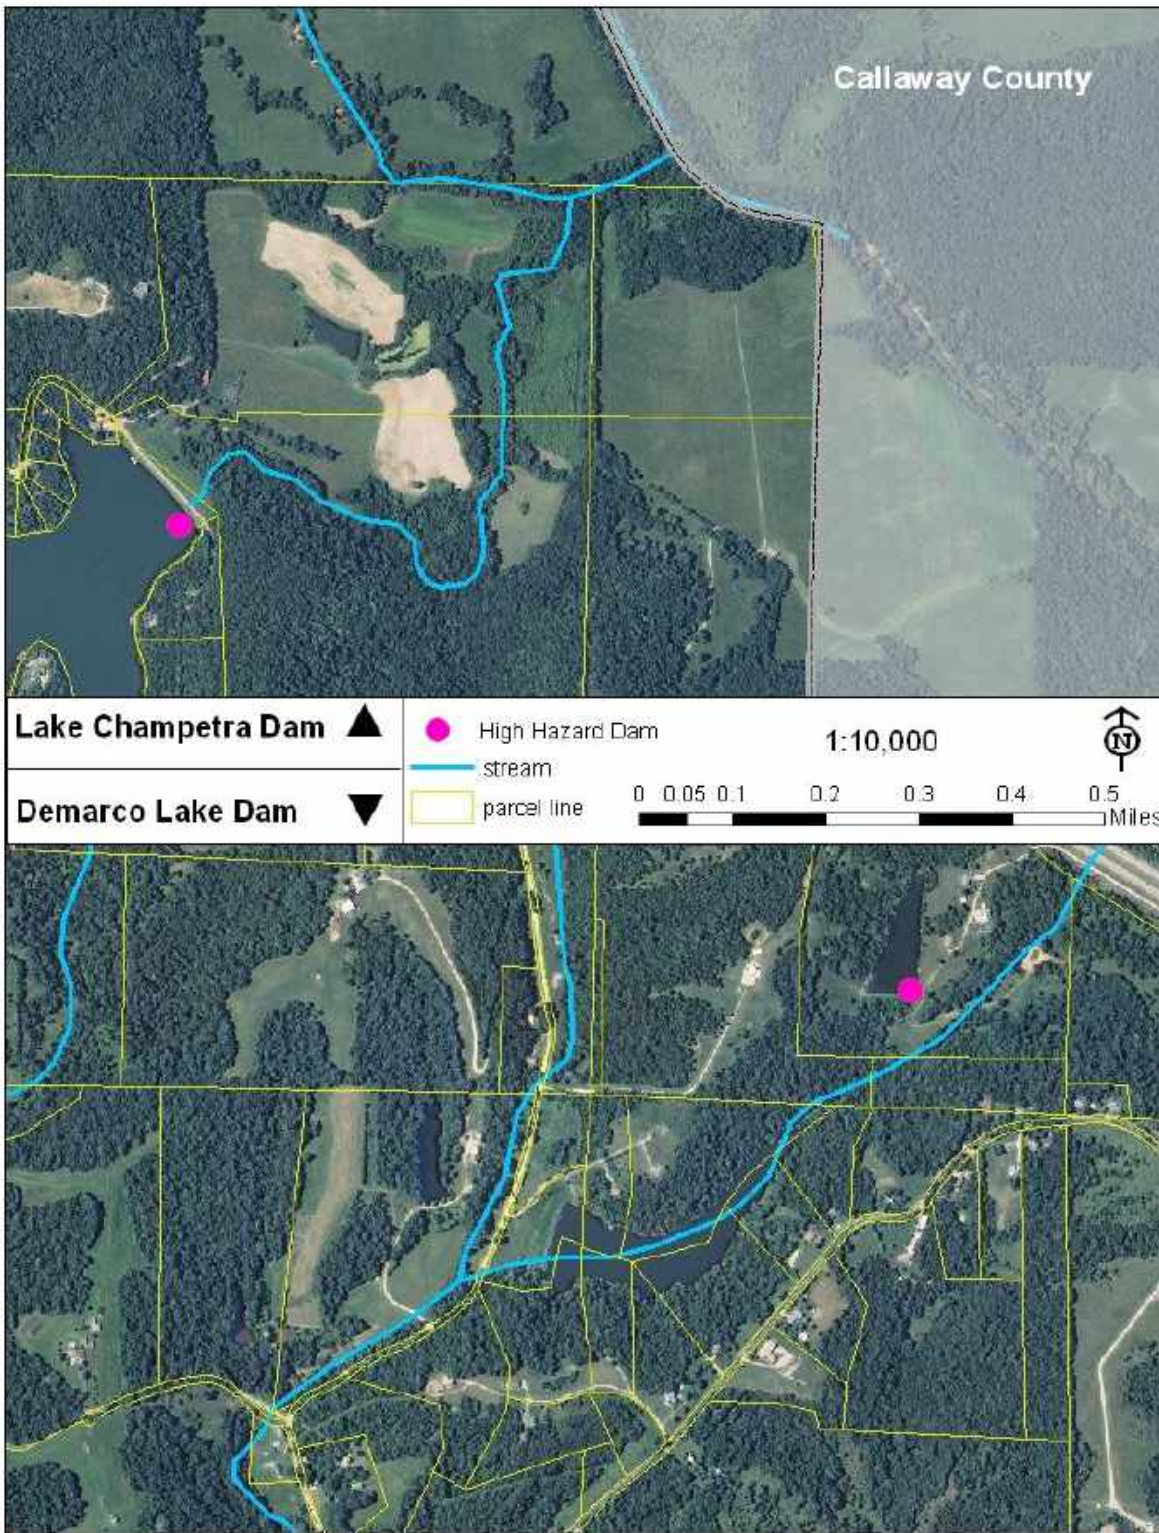 Callaway County
Lake Champetra Dam
Demarco Lake Dam
High Hazard Dam
stream
parcel line
1:10,000
N
0 0.05 0.1 0.2 0.3 0.4 0.5
Miles